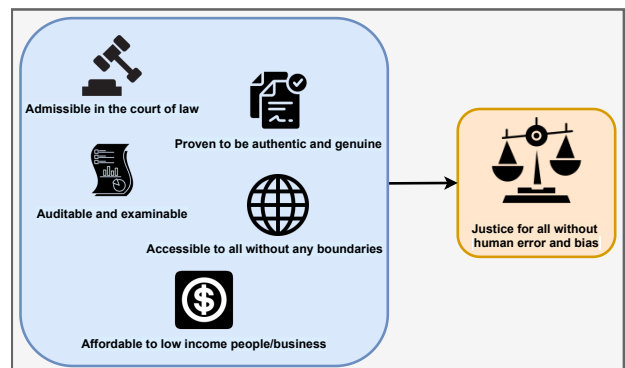 Admissible in the court of law
Proven to be authentic and genuine
Auditable and examinable
Accessible to all without any boundaries
$
Affordable to low income people/business
Justice for all without
human error and bias